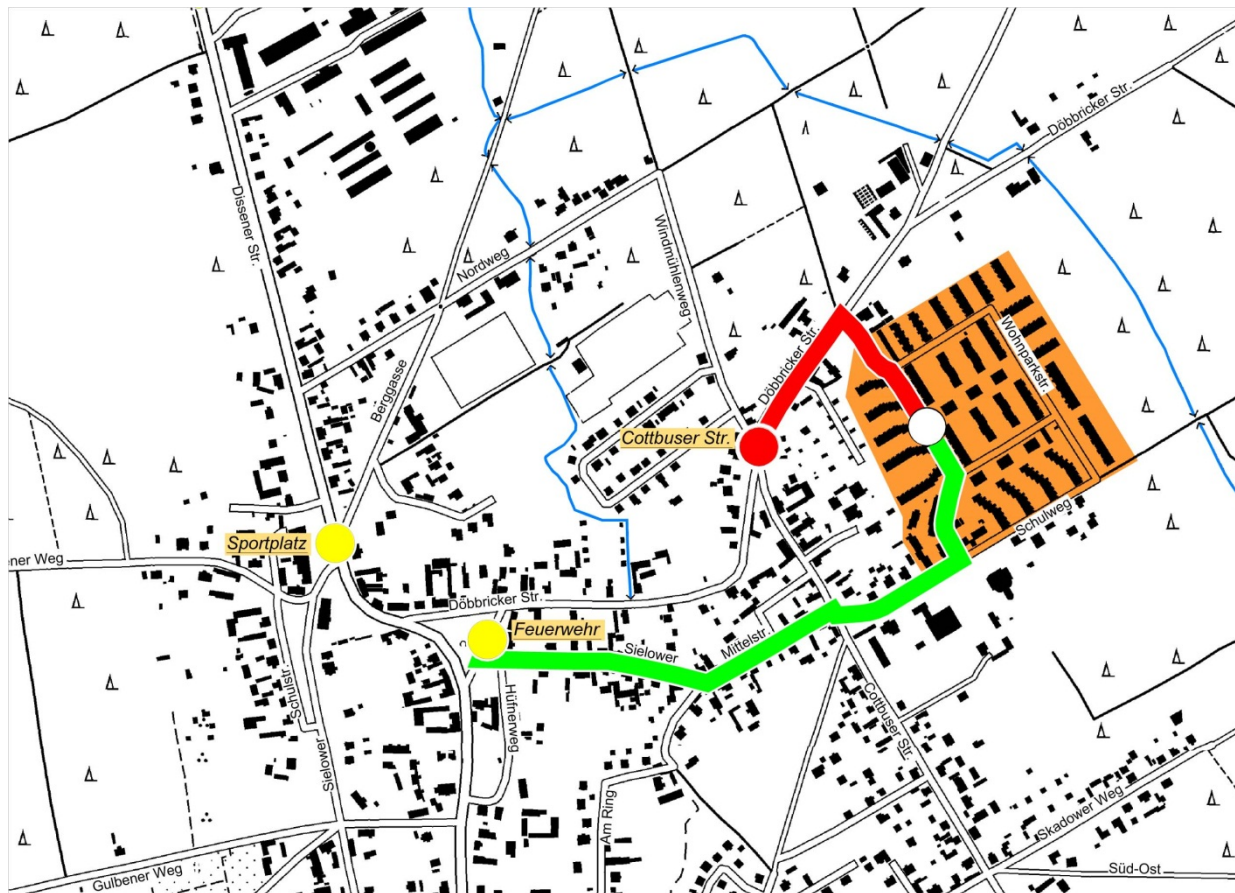 Döbbricker Str.
Dissener Str.
Windmühlenweg
Nordweg
Wohnparkstr.
Döbbricker Str.
Berggasse
Cottbuser Str.
Schulweg
Sportplatz
ener Weg
Döbbricker Str.
Feuerwehr
Mittelstr.
Sielower
Schulstr.
Hüfnerweg
Cottbuser Str.
Sielower
Am Ring
Skadower Weg
Gulbener Weg
Süd-Ost